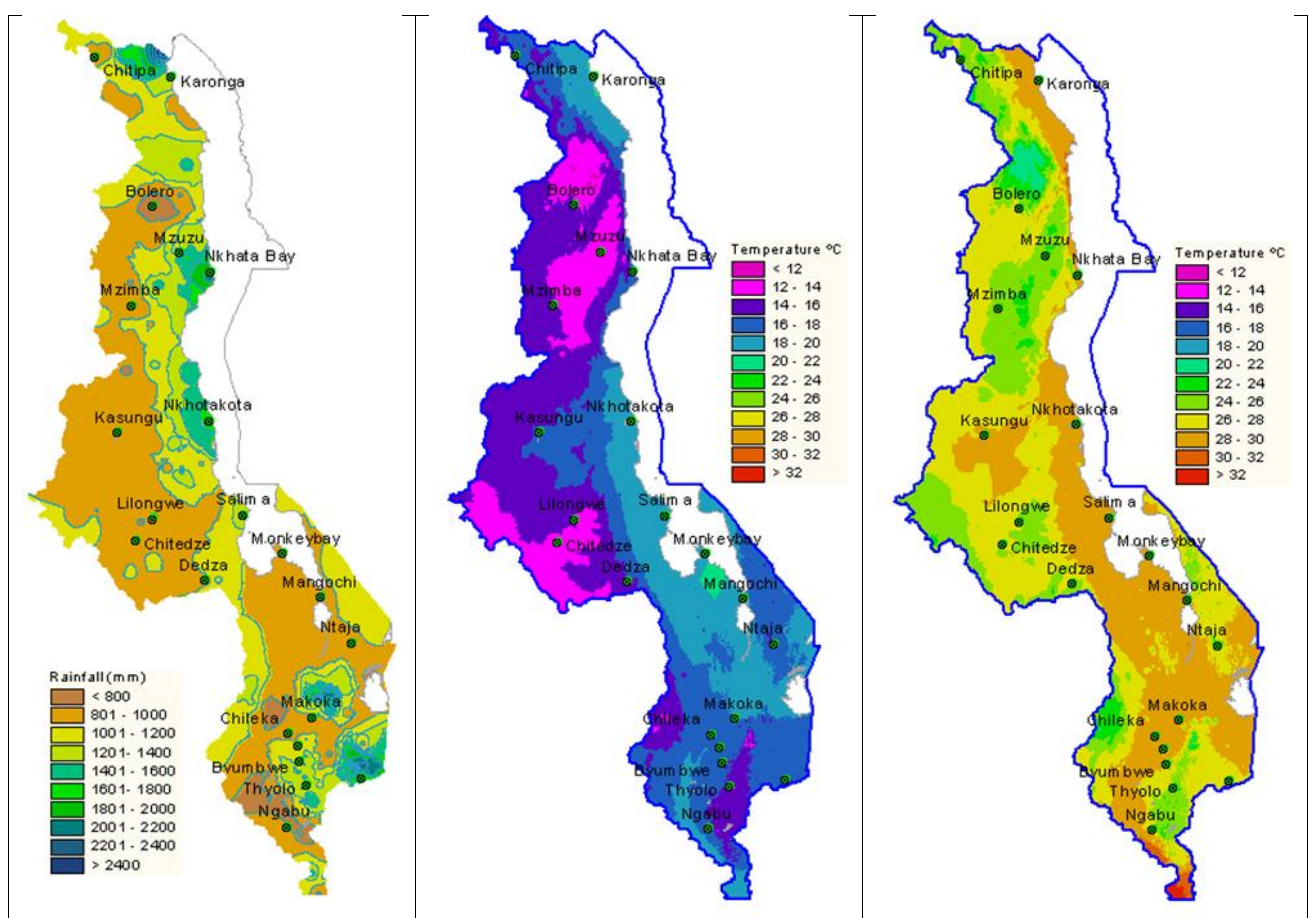 Chitipa
Karonga
Bolero
Mzuzu
Nkhata Bay
Mzimba
Nkhotakota
Kasungu
Lilongwe
Salima
Chitedze
Monkeybay
Dedza
Mangochi
Ntaja
Makoka
Chileka
Bvumbwe
Thyolo
Ngabu
Rainfall(mm)
< 800
801 - 1000
1001 - 1200
1201 - 1400
1401 - 1600
1601 - 1800
1801 - 2000
2001 - 2200
2201 - 2400
> 2400
Chitipa
Karonga
Bolero
Mzuzu
Nkhata Bay
Mzimba
Nkhotakota
Kasungu
Salima
Lilongwe
Chitedze
Monkeybay
Dedza
Mangochi
Ntaja
Makoka
Chileka
Bvumbwe
Thyolo
Ngabu
Temperature °C
< 12
12 - 14
14 - 16
16 - 18
18 - 20
20 - 22
22 - 24
24 - 26
26 - 28
28 - 30
30 - 32
> 32
Chitipa
Karonga
Bolero
Mzuzu
Nkhata Bay
Mzimba
Nkhotakota
Kasungu
Salima
Lilongwe
Chitedze
Monkeybay
Dedza
Mangochi
Ntaja
Makoka
Chileka
Bvumbwe
Thyolo
Ngabu
Temperature °C
< 12
12 - 14
14 - 16
16 - 18
18 - 20
20 - 22
22 - 24
24 - 26
26 - 28
28 - 30
30 - 32
> 32